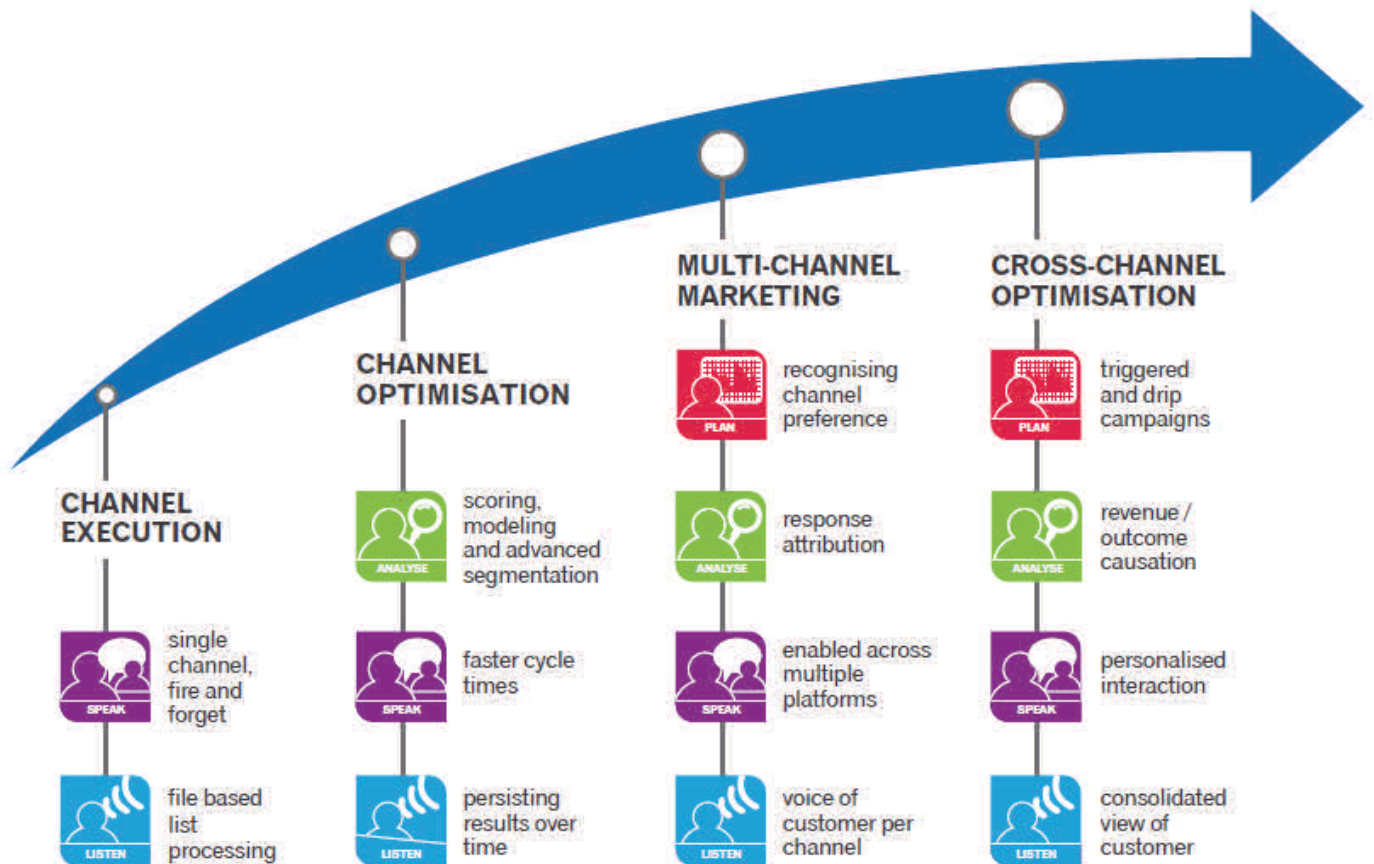 CHANNEL
EXECUTION
SPEAK
single
channel,
fire and
forget
LISTEN
file based
list
processing
CHANNEL
OPTIMISATION
ANALYSE
scoring,
modeling
and advanced
segmentation
SPEAK
faster cycle
times
LISTEN
persisting
results over
time
MULTI-CHANNEL
MARKETING
PLAN
recognising
channel
preference
ANALYSE
response
attribution
SPEAK
enabled across
multiple
platforms
LISTEN
voice of
customer per
channel
CROSS-CHANNEL
OPTIMISATION
PLAN
triggered
and drip
campaigns
ANALYSE
revenue /
outcome
causation
SPEAK
personalised
interaction
LISTEN
consolidated
view of
customer